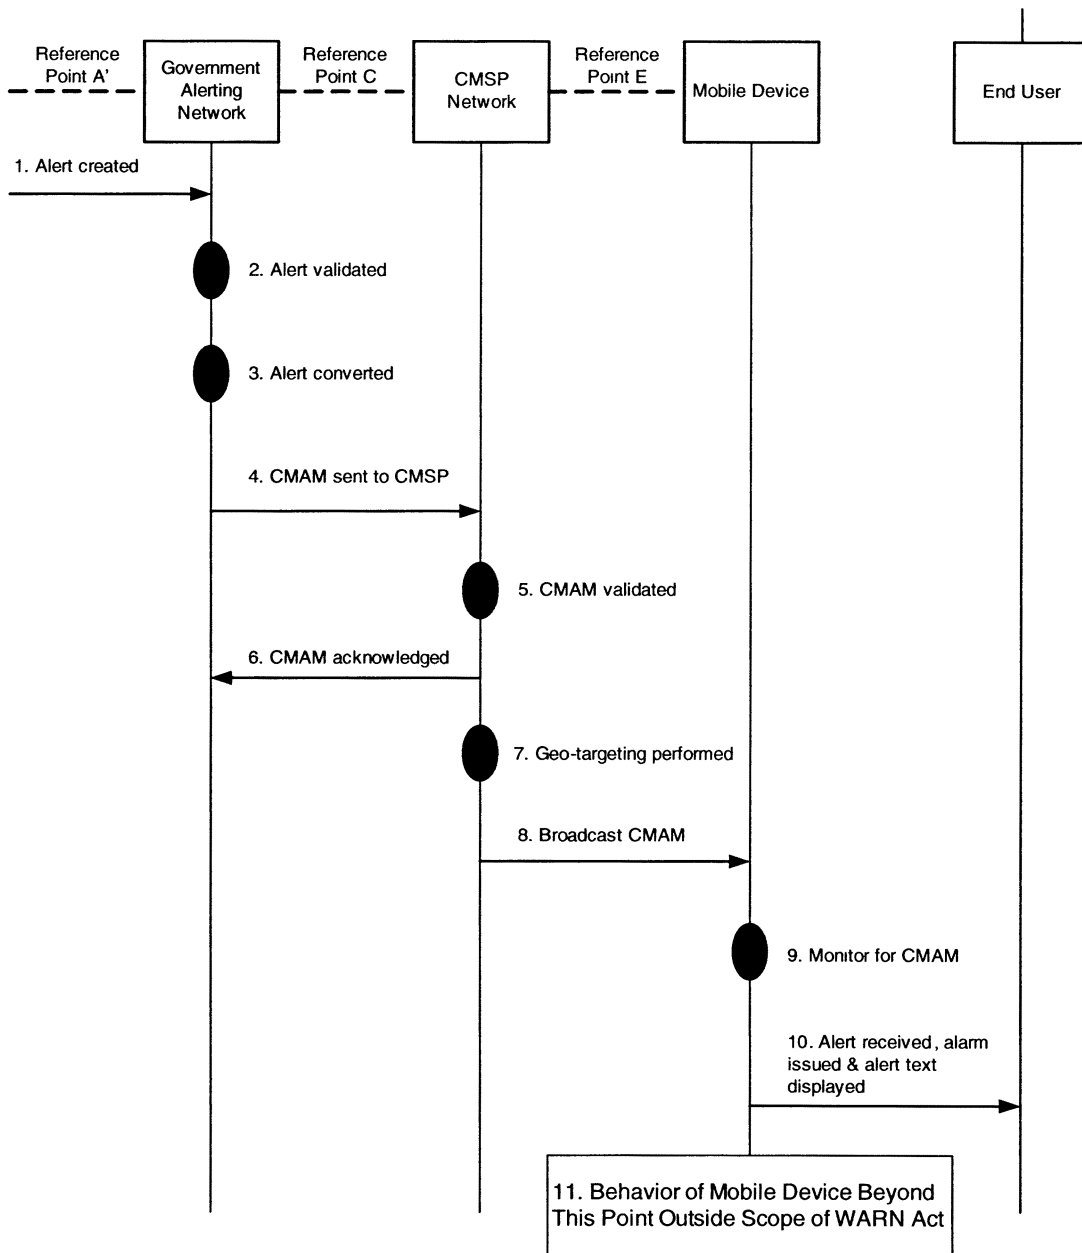 Reference
Point A'
Government
Alerting
Network
Reference
Point C
CMSP
Network
Reference
Point E
Mobile Device
End User
1. Alert created
2. Alert validated
3. Alert converted
4. CMAM sent to CMSP
5. CMAM validated
6. CMAM acknowledged
7. Geo-targeting performed
8. Broadcast CMAM
9. Monitor for CMAM
10. Alert received, alarm
issued & alert text
displayed
11. Behavior of Mobile Device Beyond
This Point Outside Scope of WARN Act